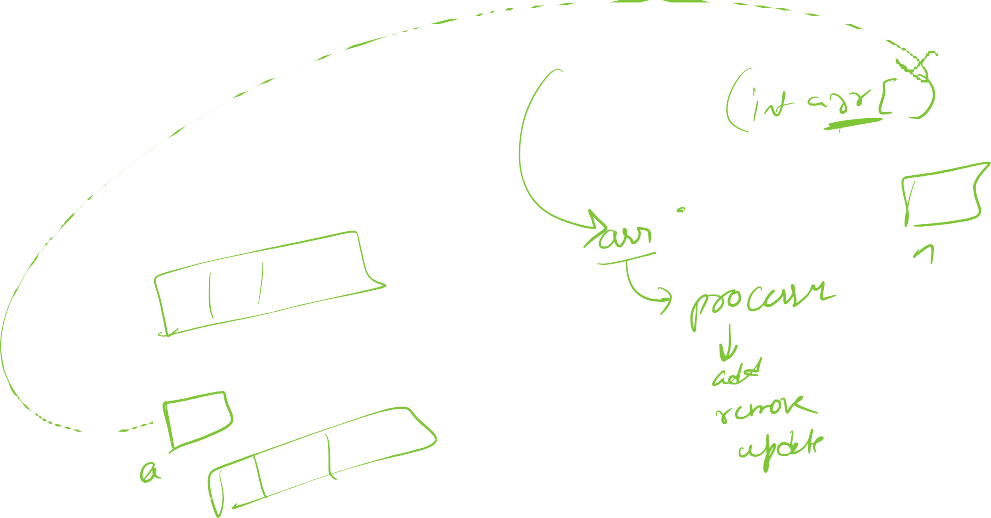 (int arr[ )
arr
process
add
remove
update
a